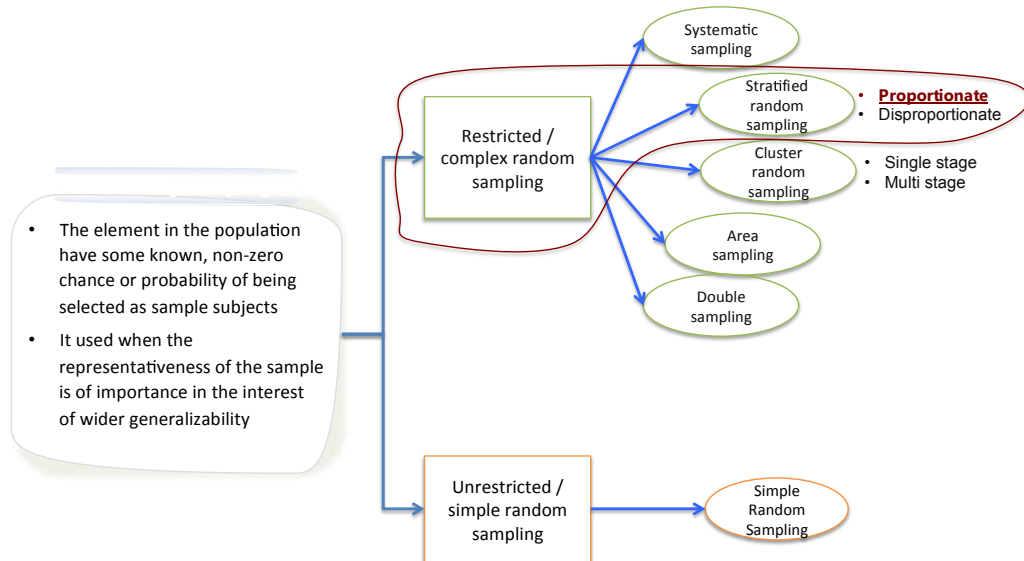 • The element in the population
have some known, non-zero
chance or probability of being
selected as sample subjects
• It used when the
representativeness of the sample
is of importance in the interest
of wider generalizability
Restricted /
complex random
sampling
Systematic
sampling
Stratified
random
sampling
• Proportionate
• Disproportionate
Cluster
random
sampling
• Single stage
• Multi stage
Area
sampling
Double
sampling
Unrestricted /
simple random
sampling
Simple
Random
Sampling